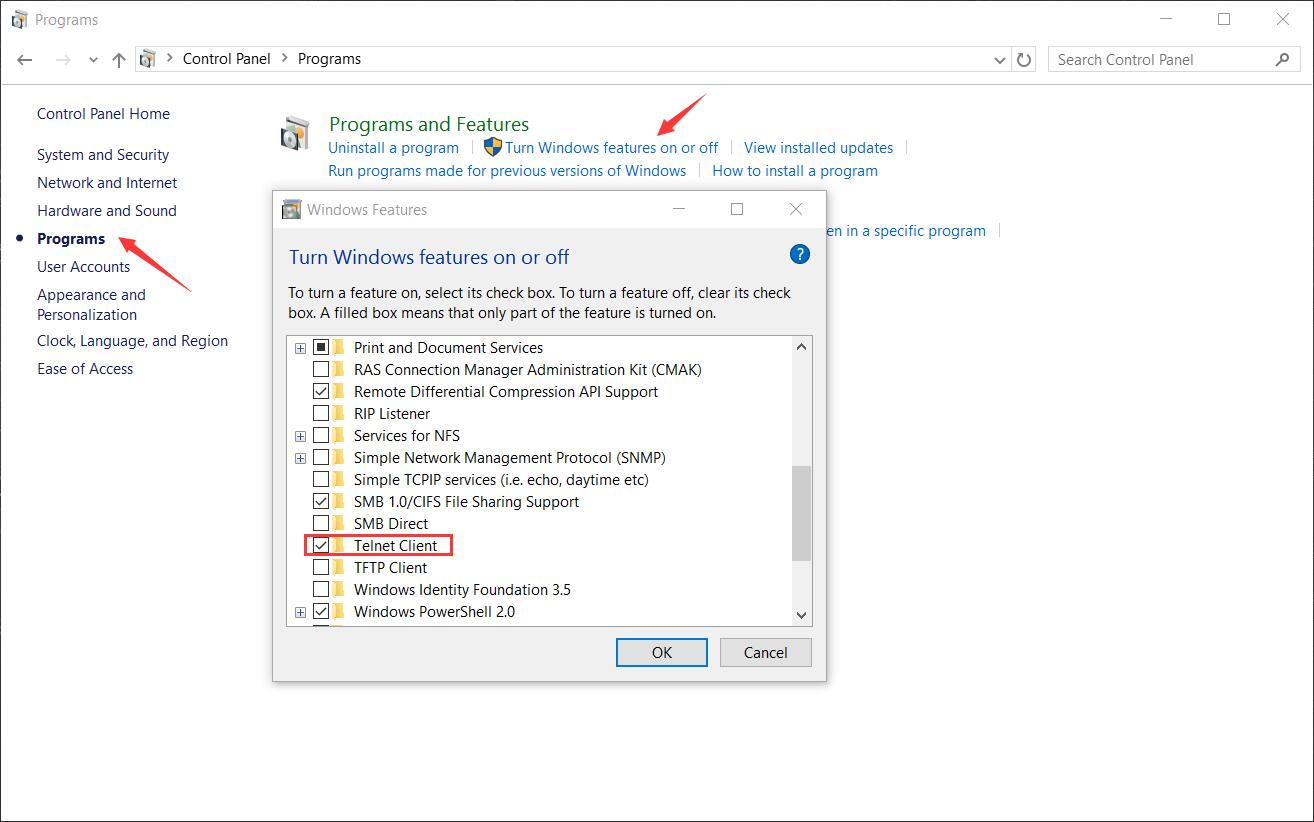 Programs
Control Panel > Programs
Search Control Panel
Control Panel Home
System and Security
Network and Internet
Hardware and Sound
Programs
User Accounts
Appearance and
Personalization
Clock, Language, and Region
Ease of Access
Programs and Features
Uninstall a program
Turn Windows features on or off
View installed updates
Run programs made for previous versions of Windows
How to install a program
en in a specific program
Windows Features
Turn Windows features on or off
?
To turn a feature on, select its check box. To turn a feature off, clear its check
box. A filled box means that only part of the feature is turned on.
Print and Document Services
RAS Connection Manager Administration Kit (CMAK)
Remote Differential Compression API Support
RIP Listener
Services for NFS
Simple Network Management Protocol (SNMP)
Simple TCPIP services (i.e. echo, daytime etc)
SMB 1.0/CIFS File Sharing Support
SMB Direct
Telnet Client
TFTP Client
Windows Identity Foundation 3.5
Windows PowerShell 2.0
OK
Cancel